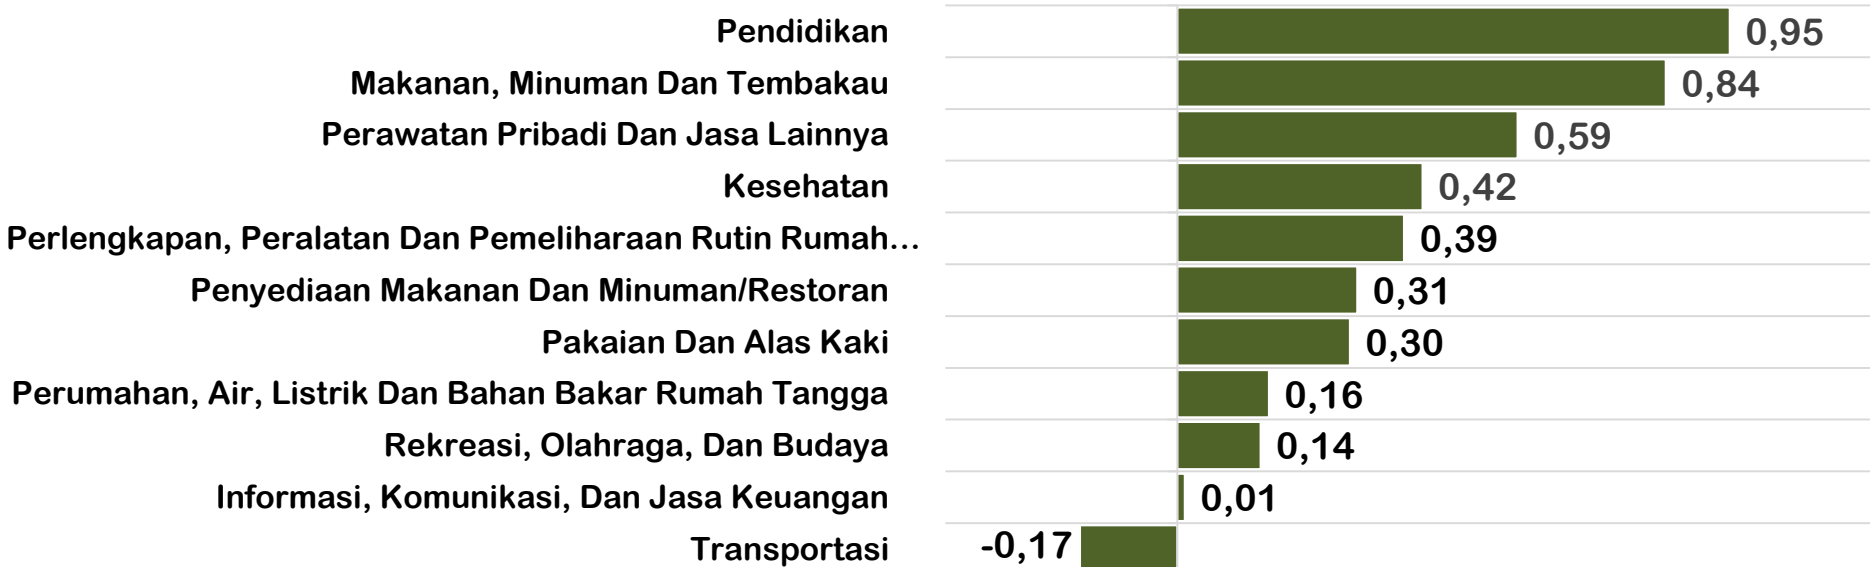 Pendidikan 0,95
Makanan, Minuman Dan Tembakau 0,84
Perawatan Pribadi Dan Jasa Lainnya 0,59
Kesehatan 0,42
Perlengkapan, Peralatan Dan Pemeliharaan Rutin Rumah… 0,39
Penyediaan Makanan Dan Minuman/Restoran 0,31
Pakaian Dan Alas Kaki 0,30
Perumahan, Air, Listrik Dan Bahan Bakar Rumah Tangga 0,16
Rekreasi, Olahraga, Dan Budaya 0,14
Informasi, Komunikasi, Dan Jasa Keuangan 0,01
Transportasi -0,17